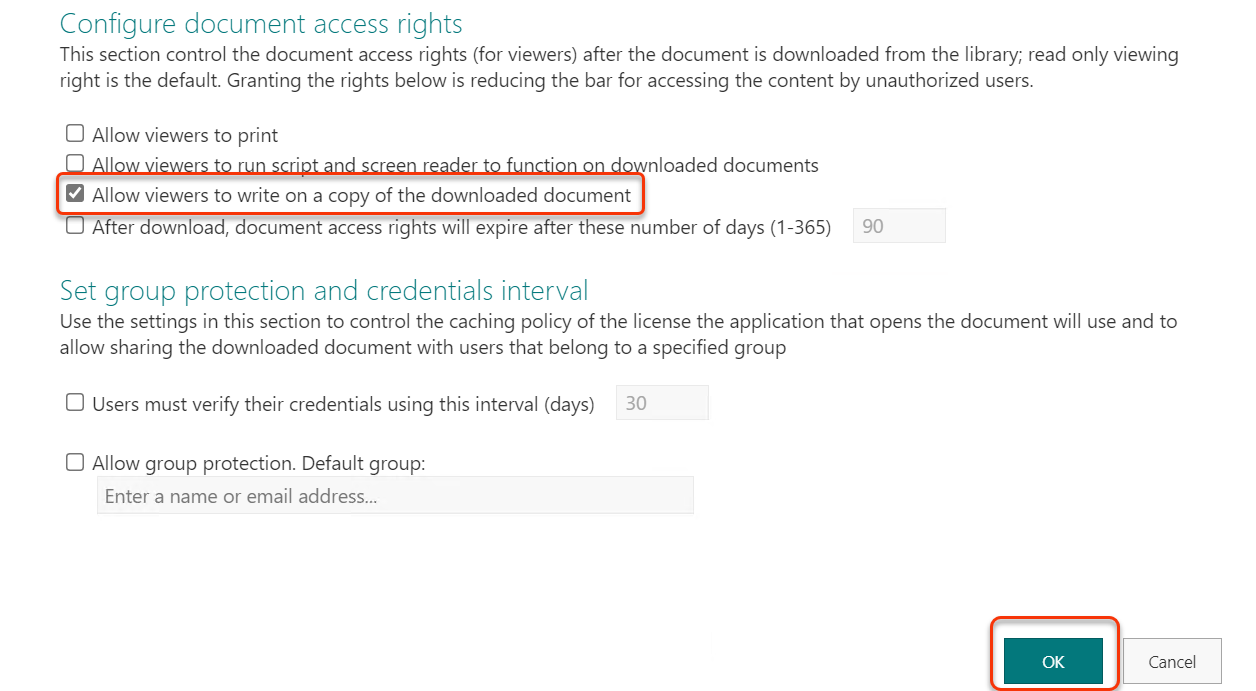 Configure document access rights
This section control the document access rights (for viewers) after the document is downloaded from the library; read only viewing
right is the default. Granting the rights below is reducing the bar for accessing the content by unauthorized users.
Allow viewers to print
Allow viewers to run script and screen reader to function on downloaded documents
Allow viewers to write on a copy of the downloaded document
After download, document access rights will expire after these number of days (1-365) 90
Set group protection and credentials interval
Use the settings in this section to control the caching policy of the license the application that opens the document will use and to
allow sharing the downloaded document with users that belong to a specified group
Users must verify their credentials using this interval (days) 30
Allow group protection. Default group:
Enter a name or email address...
OK Cancel